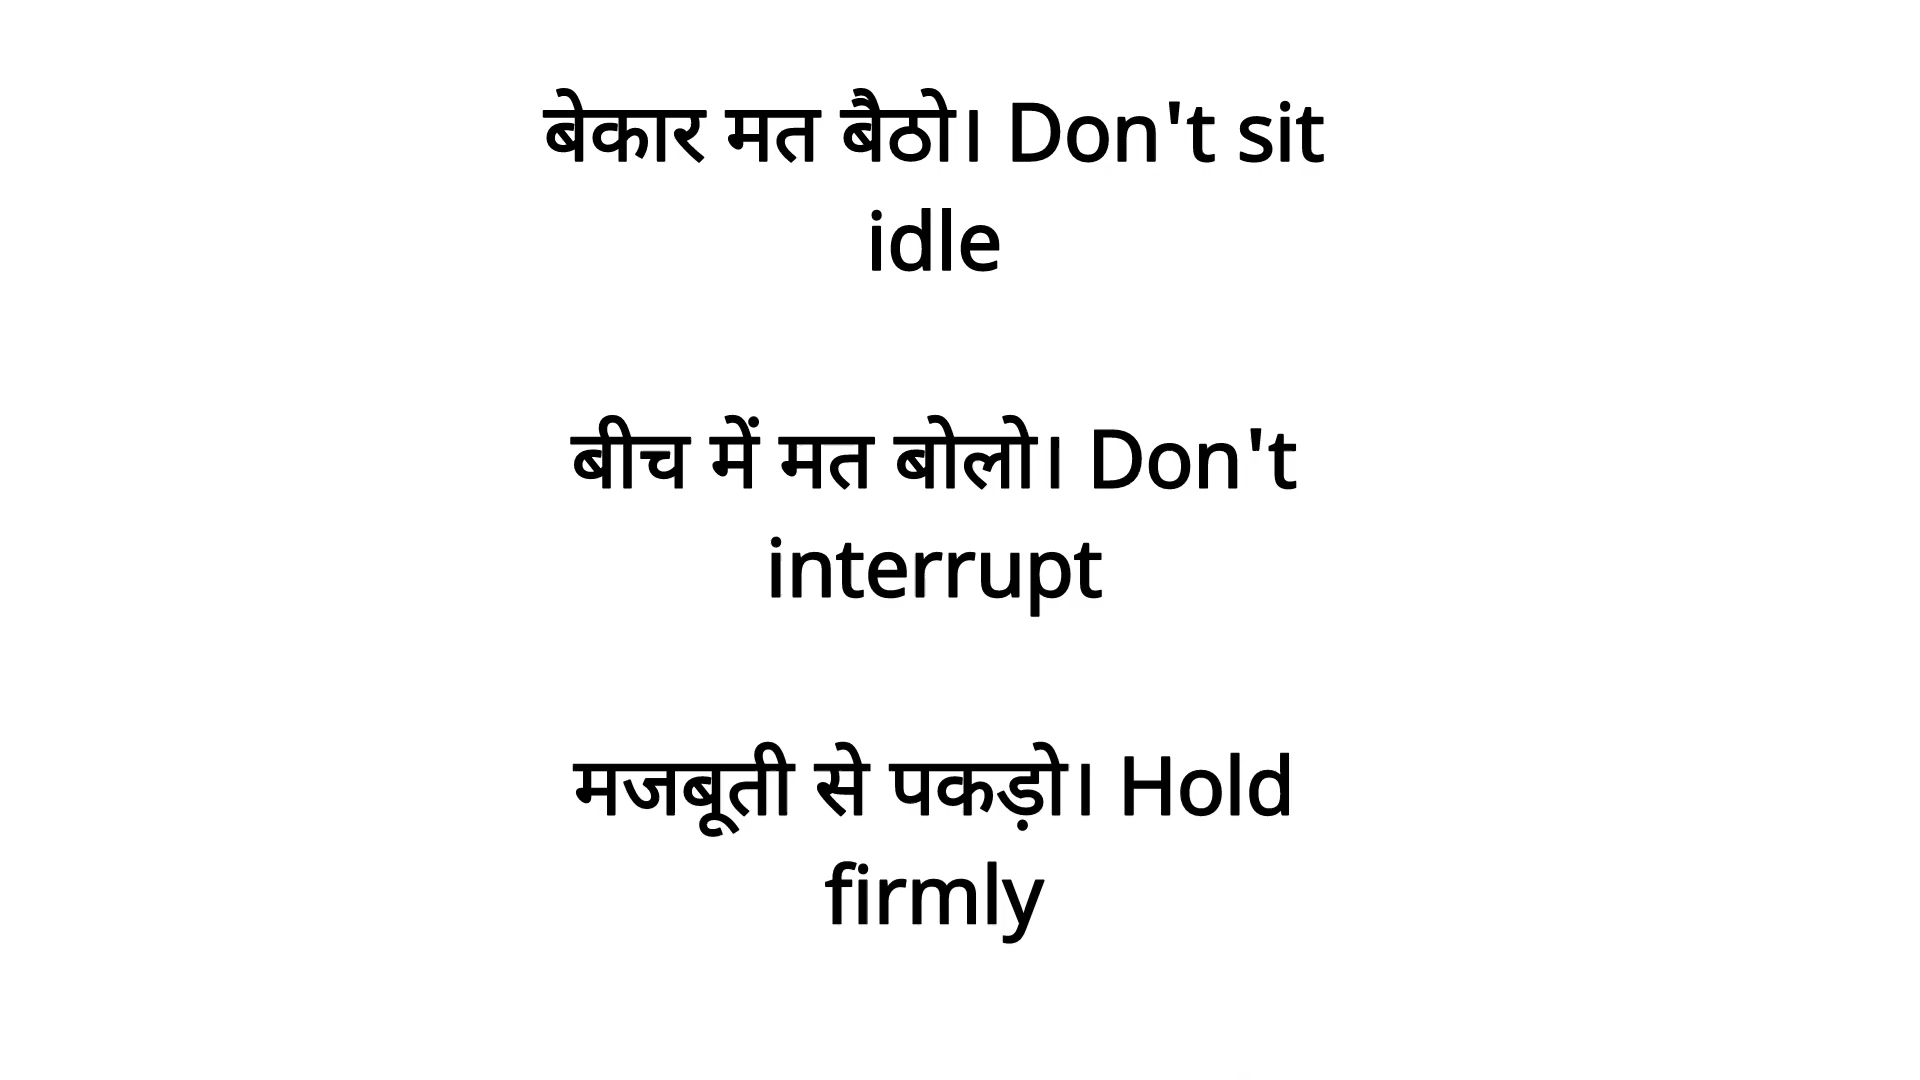 बेकार मत बैठो। Don't sit
idle
बीच में मत बोलो। Don't
interrupt
मजबूती से पकड़ो। Hold
firmly